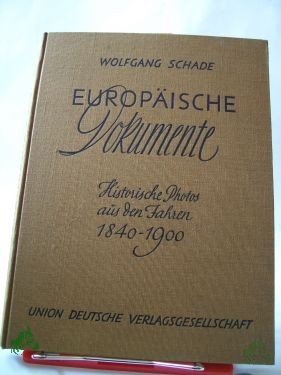 WOLFGANG SCHADE
EUROPÄISCHE
Dokumente
Historische Photos
aus den Jahren
1840-1900
UNION DEUTSCHE VERLAGSGESELLSCHAFT